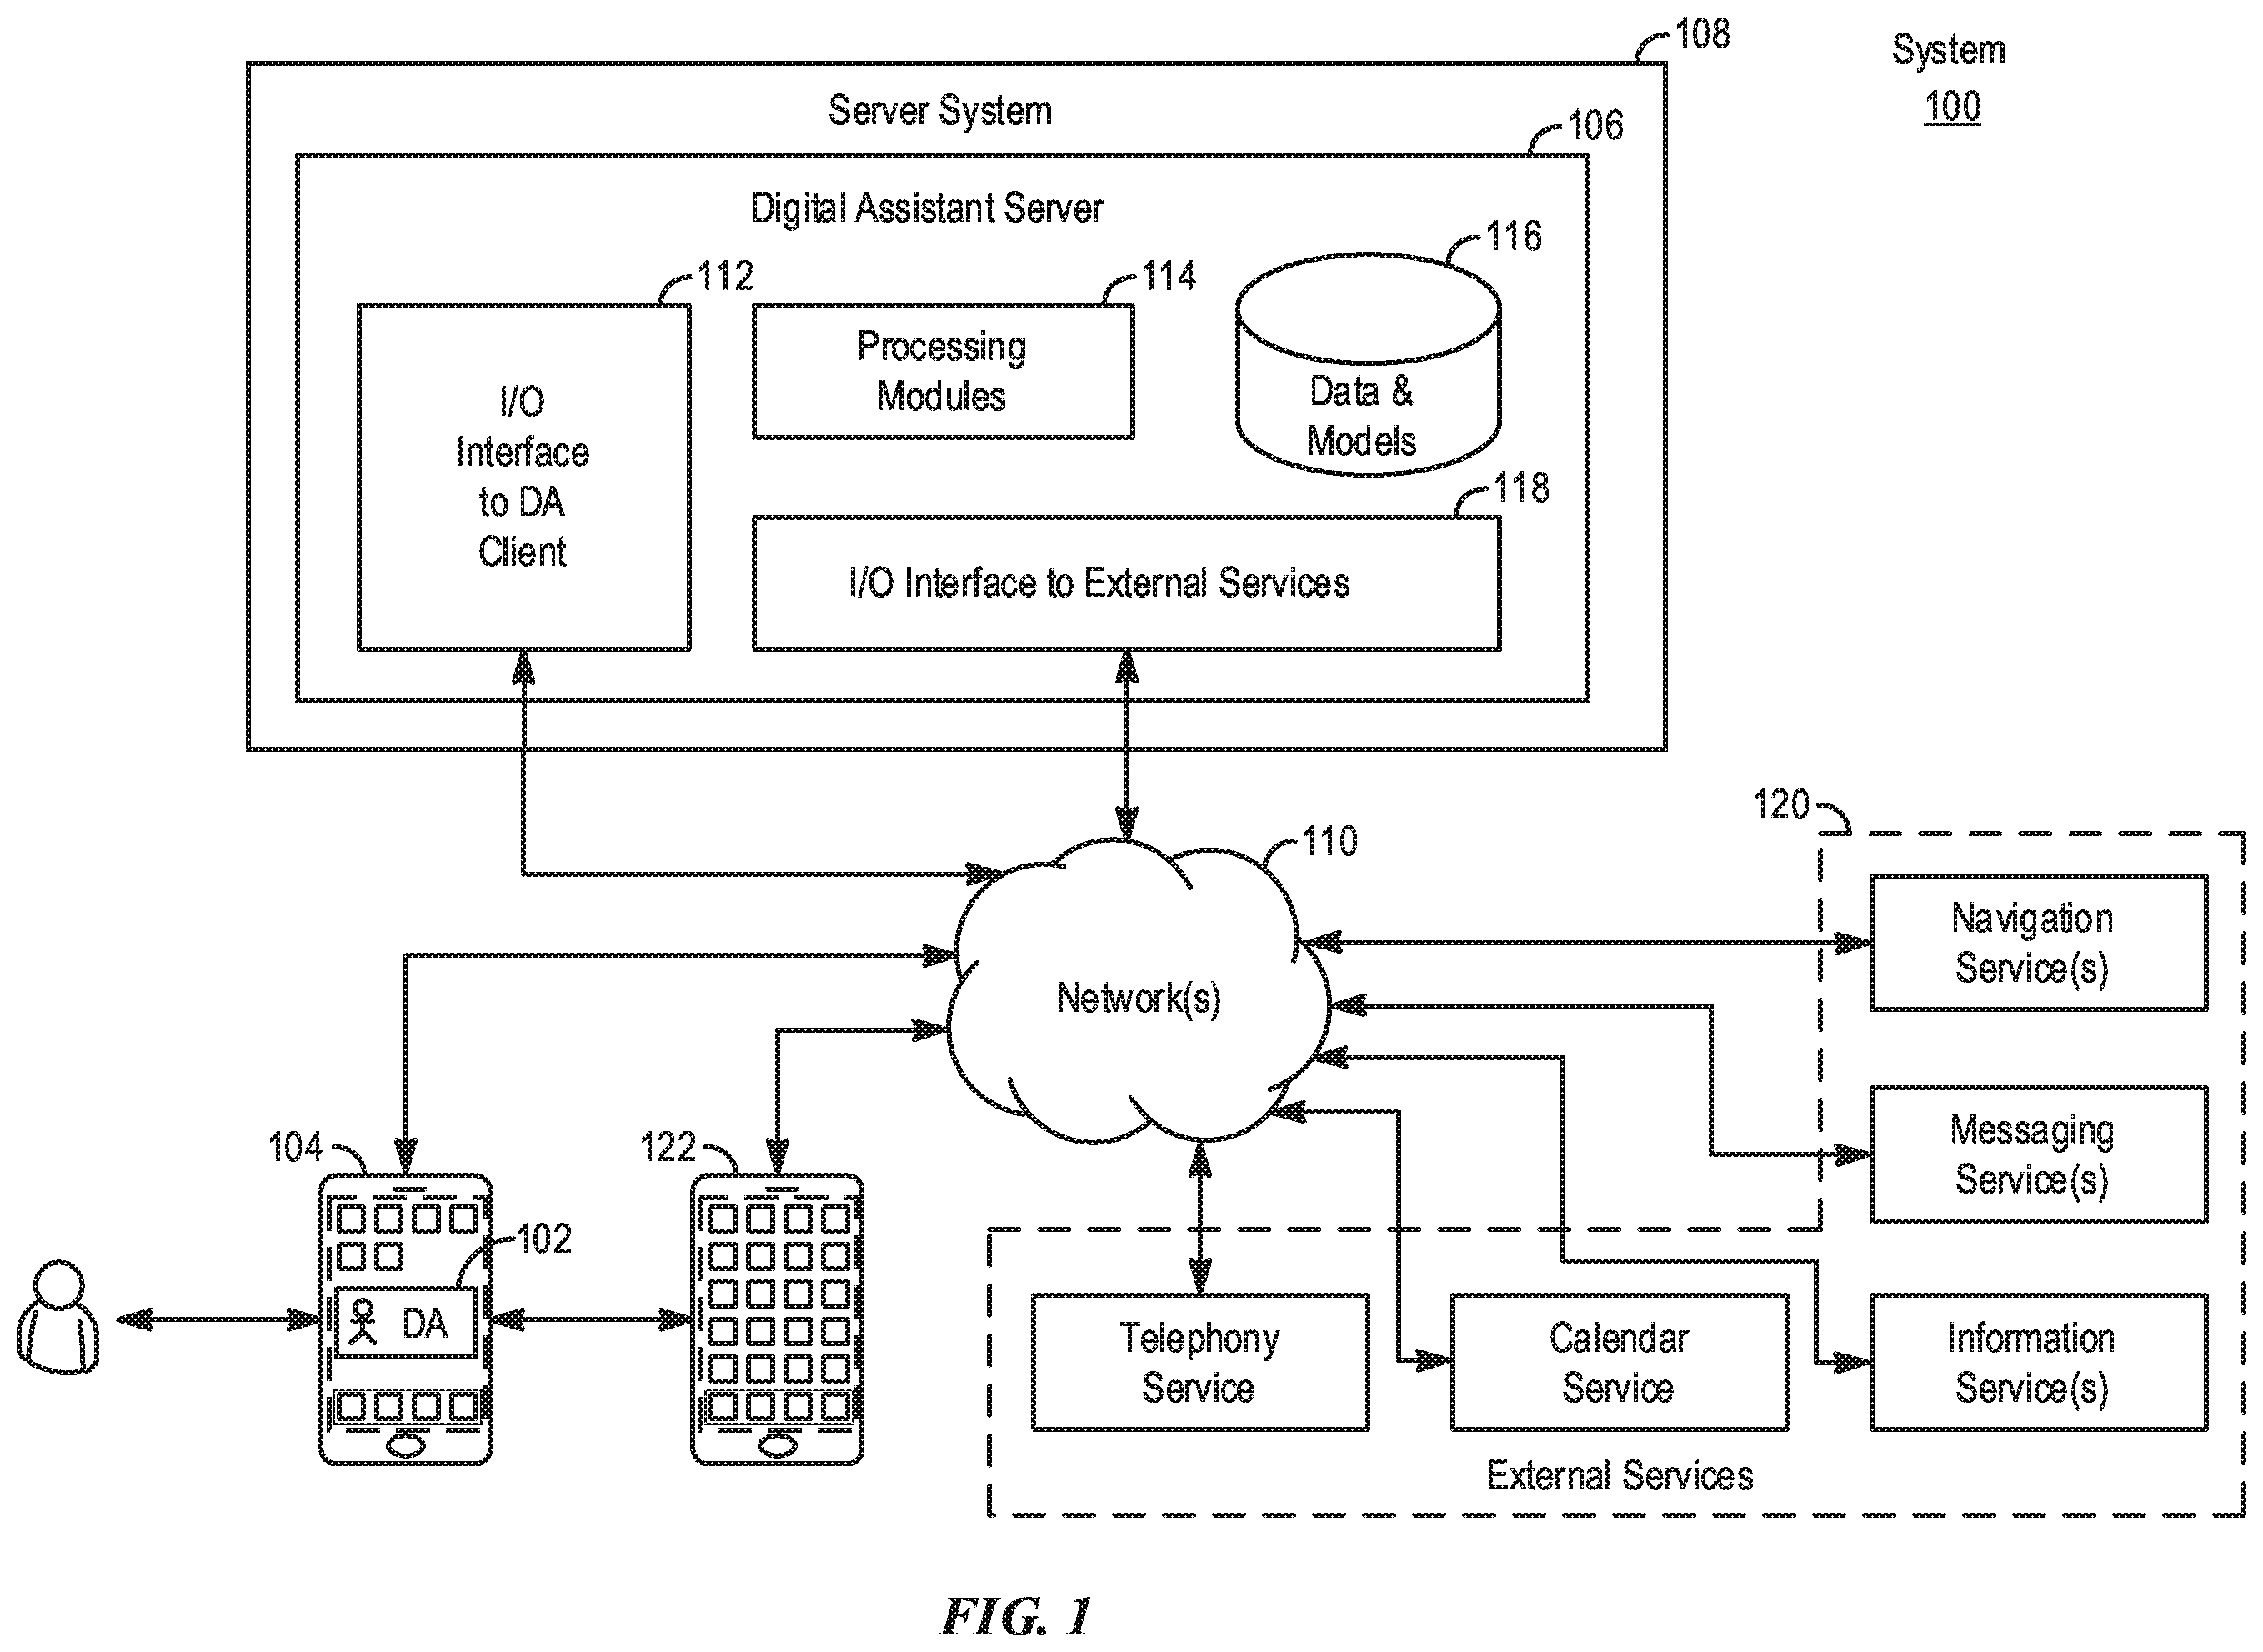 108
System
100
Server System
106
Digital Assistant Server
116
112
114
Processing
Modules
Data &
Models
I/O
Interface
to DA
Client
118
I/O Interface to External Services
120
110
Navigation
Service(s)
Network(s)
104
122
Messaging
Service(s)
102
DA
Telephony
Service
Calendar
Service
Information
Service(s)
External Services
FIG. 1